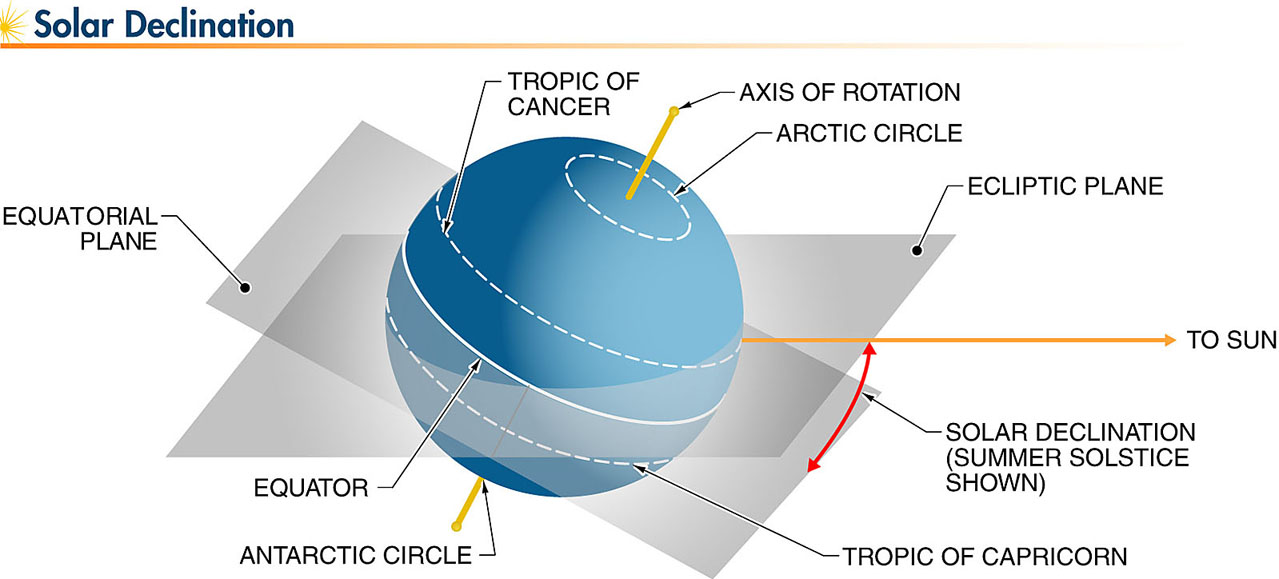 Solar Declination
TROPIC OF
CANCER
AXIS OF ROTATION
ARCTIC CIRCLE
ECLIPTIC PLANE
EQUATORIAL
PLANE
TO SUN
SOLAR DECLINATION
(SUMMER SOLSTICE
SHOWN)
EQUATOR
ANTARCTIC CIRCLE
TROPIC OF CAPRICORN